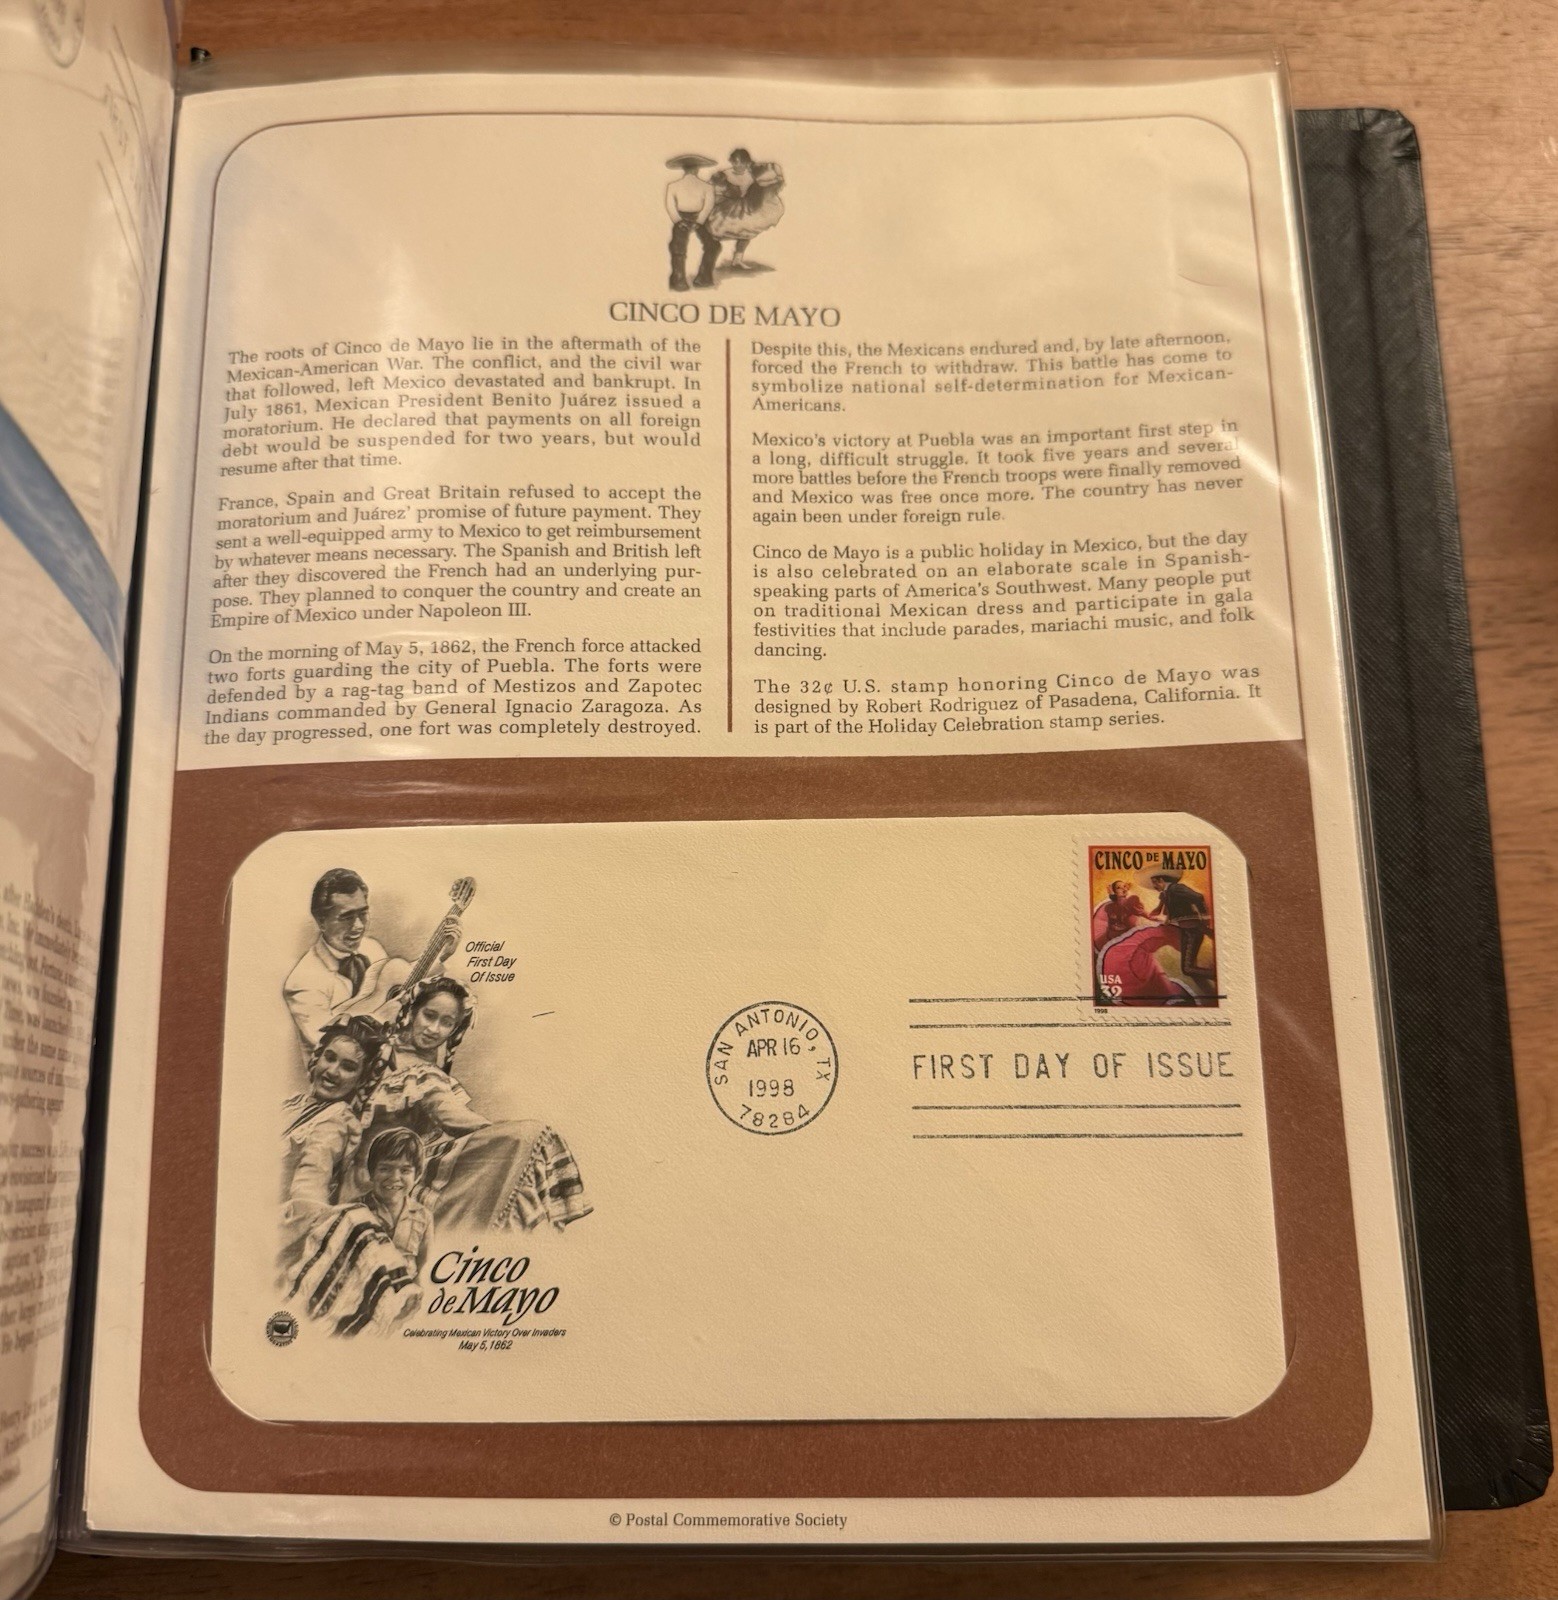 CINCO DE MAYO
The roots of Cinco de Mayo lie in the aftermath of the
Mexican-American War. The conflict, and the civil war
that followed, left Mexico devastated and bankrupt. In
July 1861, Mexican President Benito Juárez issued a
moratorium. He declared that payments on all foreign
debt would be suspended for two years, but would
resume after that time.
France, Spain and Great Britain refused to accept the
moratorium and Juárez' promise of future payment. They
sent a well-equipped army to Mexico to get reimbursement
by whatever means necessary. The Spanish and British left
after they discovered the French had an underlying pur-
pose. They planned to conquer the country and create an
Empire of Mexico under Napoleon III.
On the morning of May 5, 1862, the French force attacked
two forts guarding the city of Puebla. The forts were
defended by a rag-tag band of Mestizos and Zapotec
Indians commanded by General Ignacio Zaragoza. As
the day progressed, one fort was completely destroyed.
Despite this, the Mexicans endured and, by late afternoon,
forced the French to withdraw. This battle has come to
symbolize national self-determination for Mexican-
Americans.
Mexico's victory at Puebla was an important first step in
a long, difficult struggle. It took five years and several
more battles before the French troops were finally removed
and Mexico was free once more. The country has never
again been under foreign rule.
Cinco de Mayo is a public holiday in Mexico, but the day
is also celebrated on an elaborate scale in Spanish-
speaking parts of America's Southwest. Many people put
on traditional Mexican dress and participate in gala
festivities that include parades, mariachi music, and folk
dancing.
The 32¢ U.S. stamp honoring Cinco de Mayo was
designed by Robert Rodriguez of Pasadena, California. It
is part of the Holiday Celebration stamp series.
Official
First Day
Of Issue
CINCO DE MAYO
USA
32
1998
SAN ANTONIO, TX
APR 16
1998
78284
FIRST DAY OF ISSUE
Cinco
de Mayo
Celebrating Mexican Victory Over Invaders
May 5, 1862
© Postal Commemorative Society